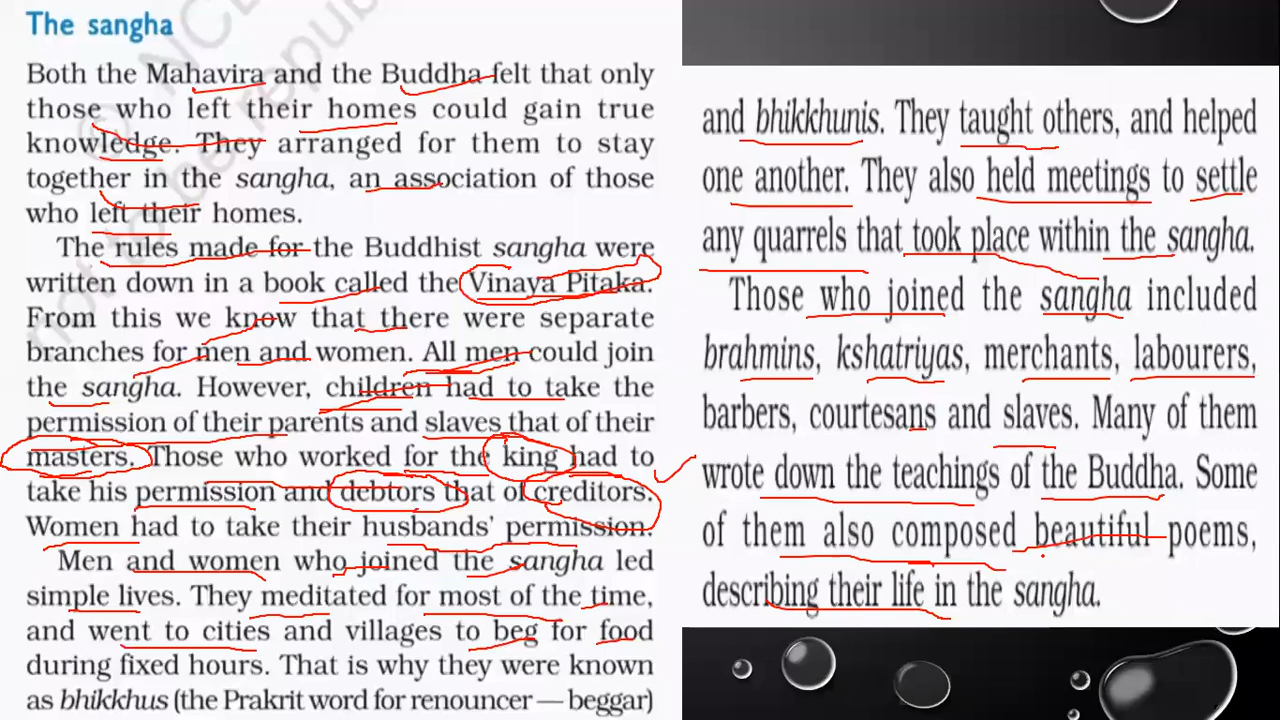 The sangha
Both the Mahavira and the Buddha felt that only
those who left their homes could gain true
knowledge. They arranged for them to stay
together in the sangha, an association of those
who left their homes.
The rules made for the Buddhist sangha were
written down in a book called the Vinaya Pitaka.
From this we know that there were separate
branches for men and women. All men could join
the sangha. However, children had to take the
permission of their parents and slaves that of their
masters. Those who worked for the king had to
take his permission and debtors that of creditors.
Women had to take their husbands’ permission.
Men and women who joined the sangha led
simple lives. They meditated for most of the time,
and went to cities and villages to beg for food
during fixed hours. That is why they were known
as bhikkhus (the Prakrit word for renouncer — beggar)
and bhikkhunis. They taught others, and helped
one another. They also held meetings to settle
any quarrels that took place within the sangha.
Those who joined the sangha included
brahmins, kshatriyas, merchants, labourers,
barbers, courtesans and slaves. Many of them
wrote down the teachings of the Buddha. Some
of them also composed beautiful poems,
describing their life in the sangha.